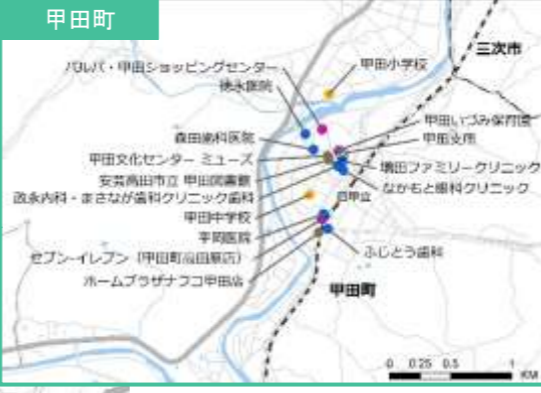 甲田町
三次市
甲田小学校
パルパ・甲田ショッピングセンター
徳永医院
甲田いづみ保育園
甲田支所
森田歯科医院
甲田文化センター ミューズ
増田ファミリークリニック
安芸高田市立 甲田図書館
なかもと眼科クリニック
政永内科・まさなが歯科クリニック歯科
甲田中学校
平岡医院
セブン-イレブン（甲田町高田原店）
ふじとう歯科
ホームプラザナフコ甲田店
甲田町
0 0.25 0.5 1
KM